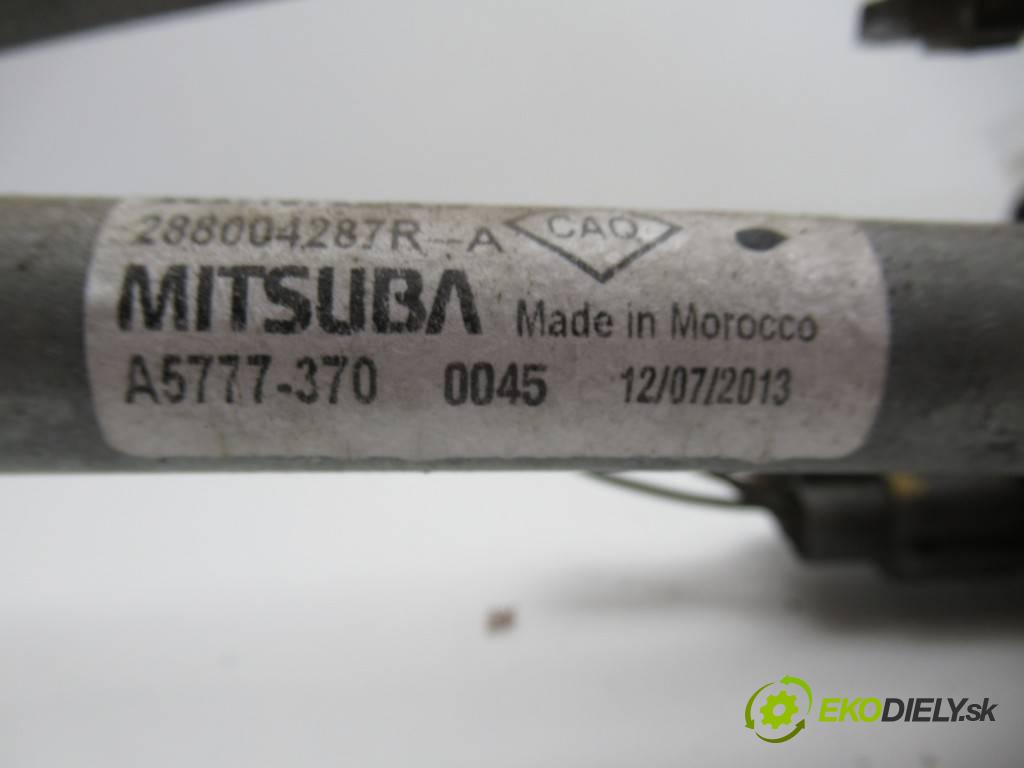 288004287R--A CAQ
MITSUBA Made in Morocco
A5777-370 0045 12/07/2013
EKODIELY.sk